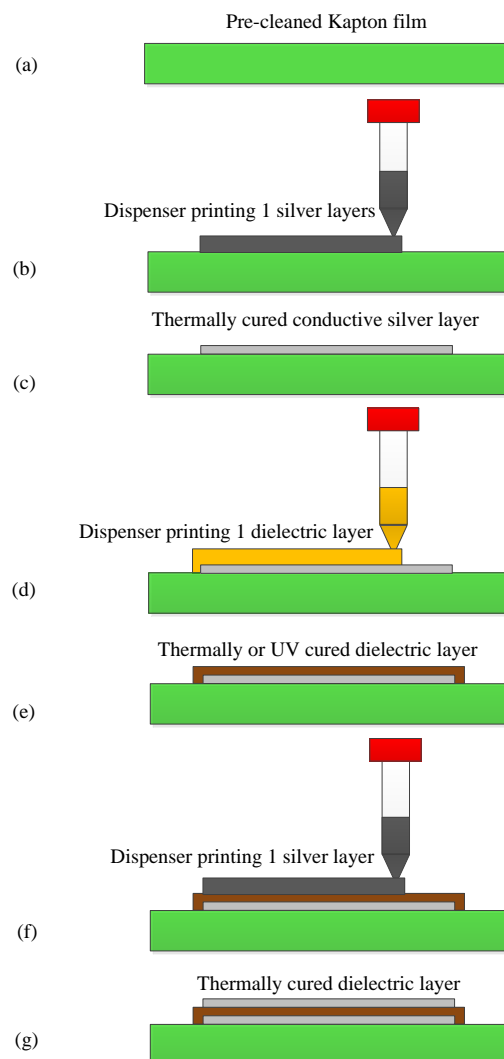 Pre-cleaned Kapton film
(a)
Dispenser printing 1 silver layers
(b)
Thermally cured conductive silver layer
(c)
Dispenser printing 1 dielectric layer
(d)
Thermally or UV cured dielectric layer
(e)
Dispenser printing 1 silver layer
(f)
Thermally cured dielectric layer
(g)